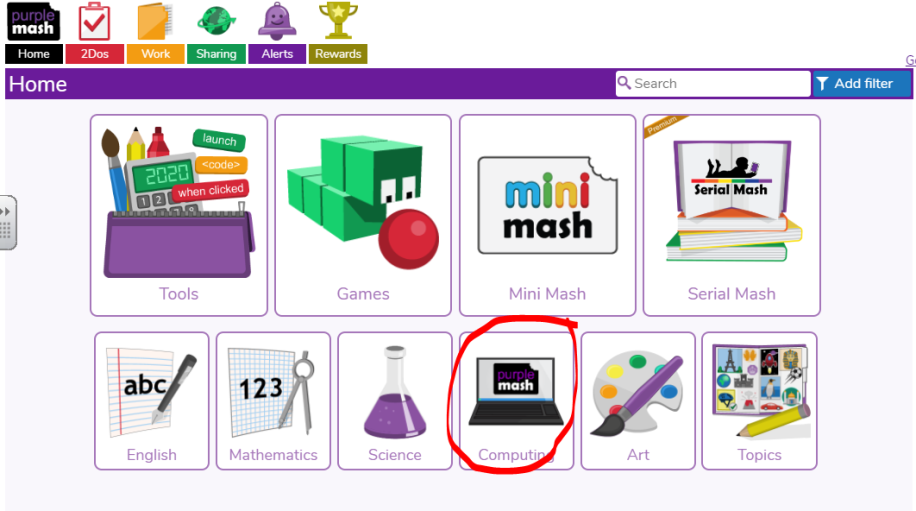 purple
mash
Home
2Dos
Work
Sharing
Alerts
Rewards
Home
Search
Add filter
launch
<code>
2020
when clicked
1 2
Tools
Games
mini
mash
Mini Mash
Premium
Serial Mash
Serial Mash
abc
English
123
Mathematics
Science
purple
mash
Computing
Art
Topics